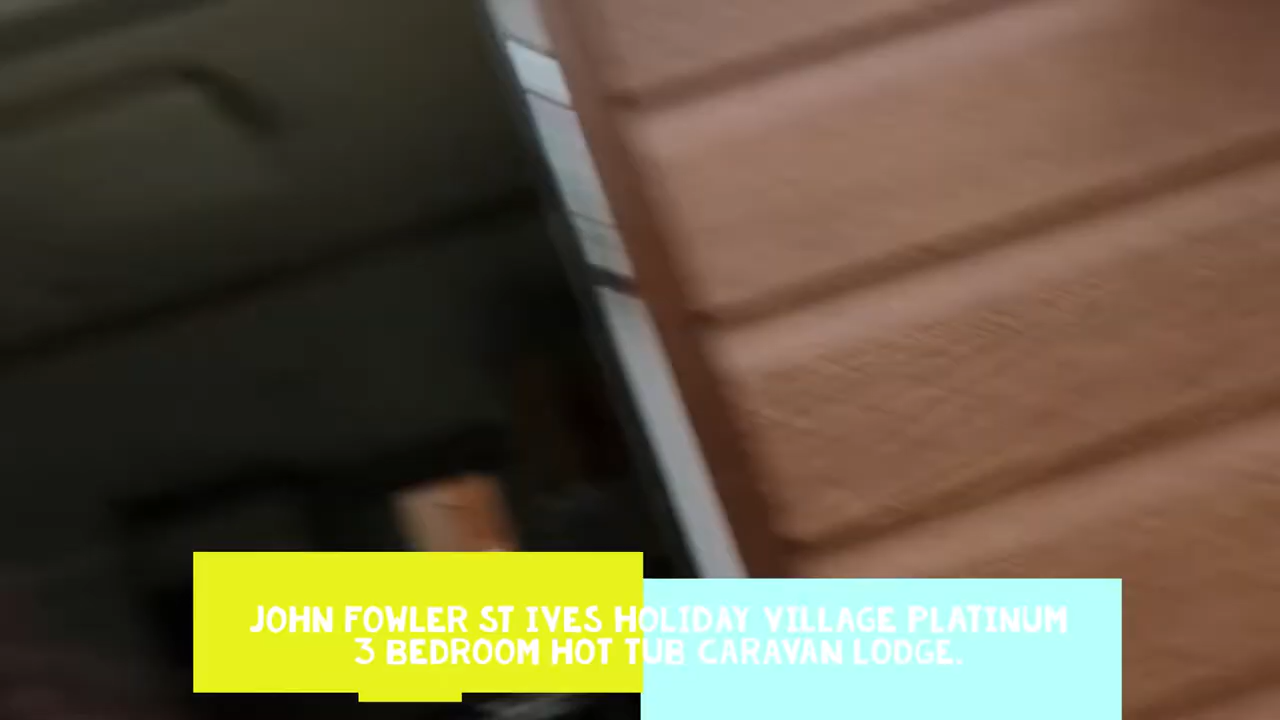 JOHN FOWLER ST IVES HOLIDAY VILLAGE PLATINUM
3 BEDROOM HOT TUB CARAVAN LODGE.